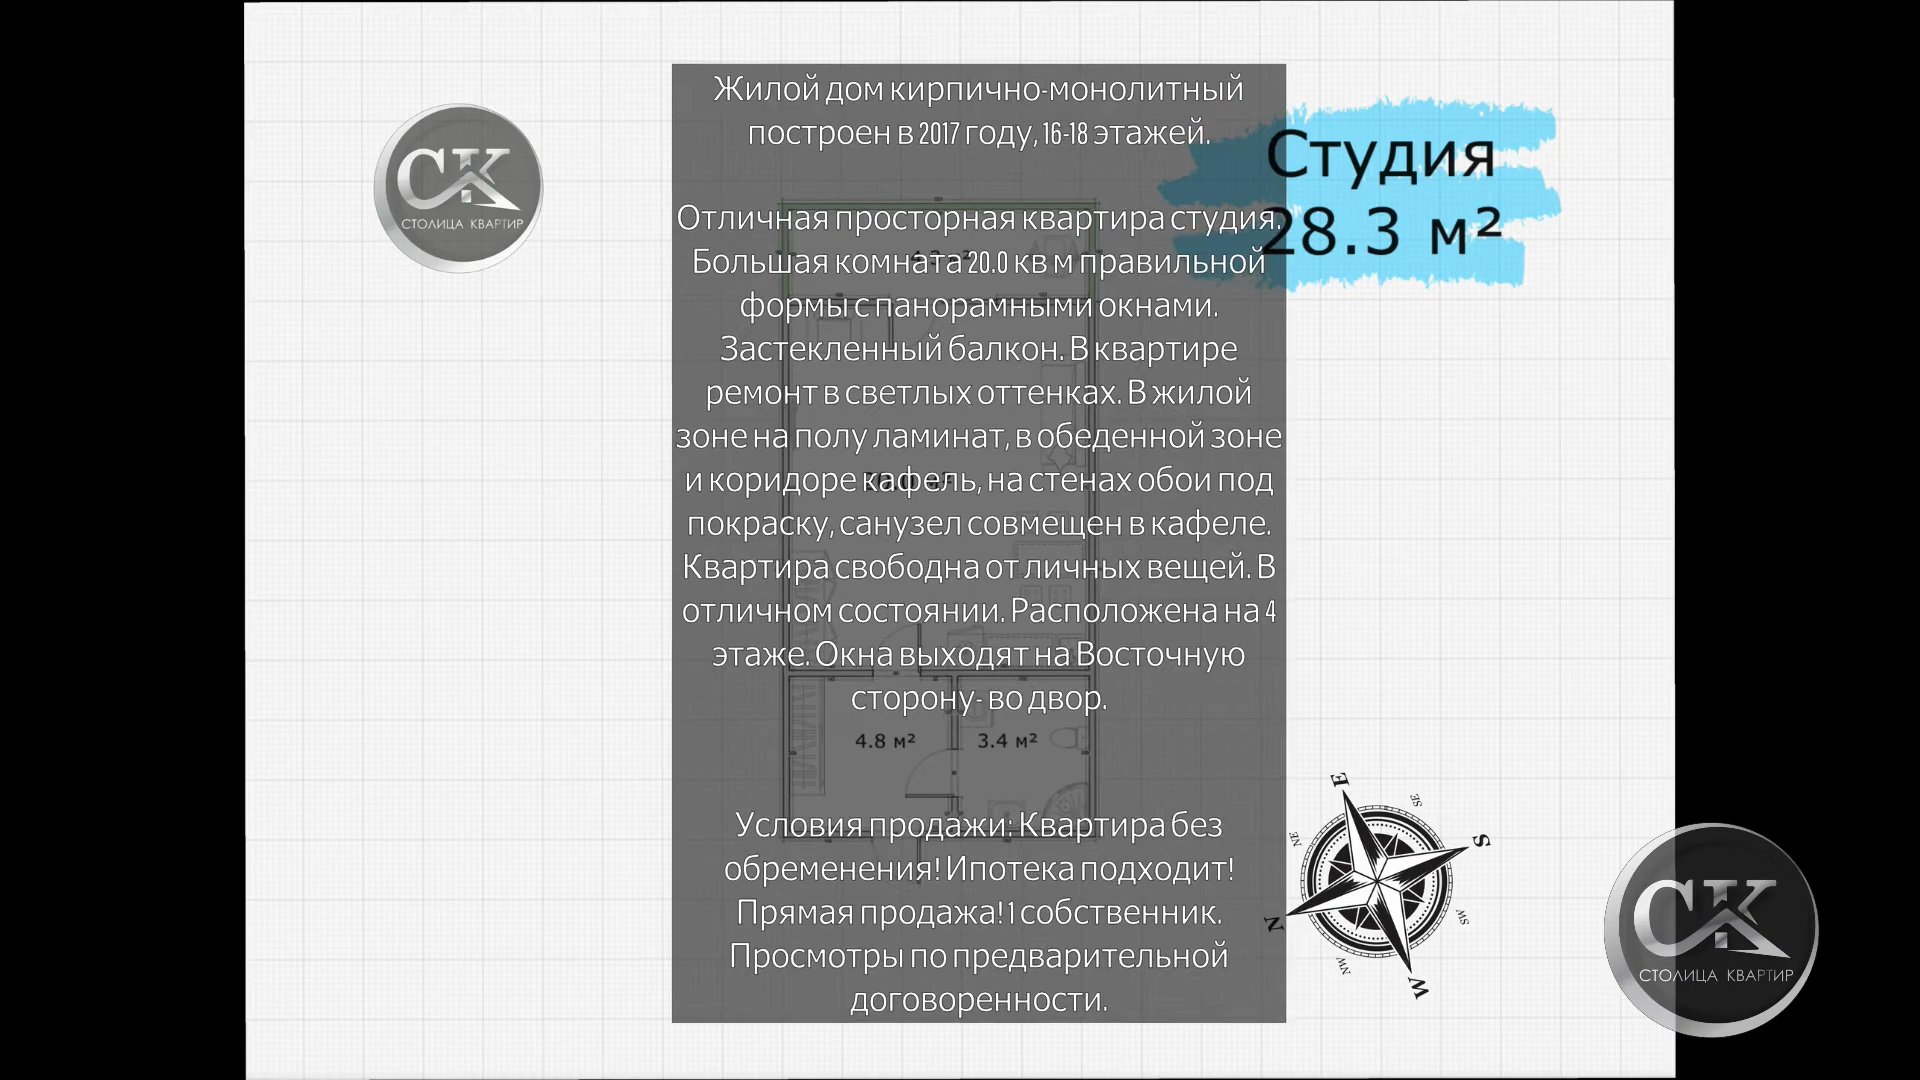 Жилой дом кирпично-монолитный
построен в 2017 году, 16-18 этажей.
Отличная просторная квартира студия.
Большая комната 20.0 кв м правильной
формы с панорамными окнами.
Застекленный балкон. В квартире
ремонт в светлых оттенках. В жилой
зоне на полу ламинат, в обеденной зоне
и коридоре кафель, на стенах обои под
покраску, санузел совмещен в кафеле.
Квартира свободна от личных вещей. В
отличном состоянии. Расположена на 4
этаже. Окна выходят на Восточную
сторону- во двор.
Условия продажи: Квартира без
обременения! Ипотека подходит!
Прямая продажа! 1 собственник.
Просмотры по предварительной
договоренности.
Студия
28.3 м²
СК
СТОЛИЦА КВАРТИР
4.8 м²
3.4 м²
E
SE
S
SW
W
NW
N
NE
СК
СТОЛИЦА КВАРТИР